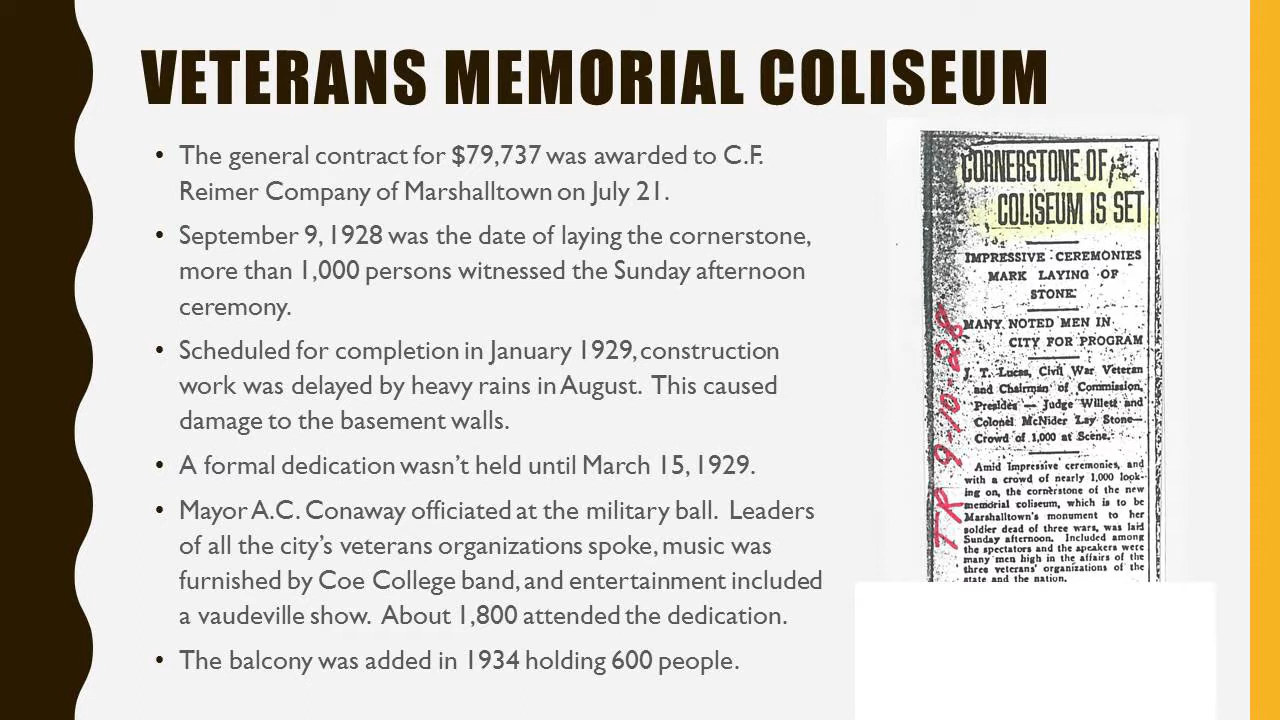 VETERANS MEMORIAL COLISEUM
• The general contract for $79,737 was awarded to C.F.
Reimer Company of Marshalltown on July 21.
• September 9, 1928 was the date of laying the cornerstone,
more than 1,000 persons witnessed the Sunday afternoon
ceremony.
• Scheduled for completion in January 1929, construction
work was delayed by heavy rains in August.  This caused
damage to the basement walls.
• A formal dedication wasn't held until March 15, 1929.
• Mayor A.C. Conaway officiated at the military ball.  Leaders
of all the city's veterans organizations spoke, music was
furnished by Coe College band, and entertainment included
a vaudeville show.  About 1,800 attended the dedication.
• The balcony was added in 1934 holding 600 people.
CORNERSTONE OF
COLISEUM IS SET
IMPRESSIVE CEREMONIES
MARK LAYING OF
STONE.
MANY NOTED MEN IN
CITY FOR PROGRAM
J. T. Lucas, Civil War Veteran
and Chairman of Commission,
Presides — Judge Willett and
Colonel McNider Lay Stone—
Crowd of 1,000 at Scene.
Amid impressive ceremonies, and
with a crowd of nearly 1,000 look-
ing on, the cornerstone of the new
memorial coliseum, which is to be
Marshalltown's monument to her
soldier dead of three wars, was laid
Sunday afternoon. Included among
the spectators and the speakers were
many men high in the affairs of the
three veterans' organizations of the
state and the nation.
TR 9-10-28